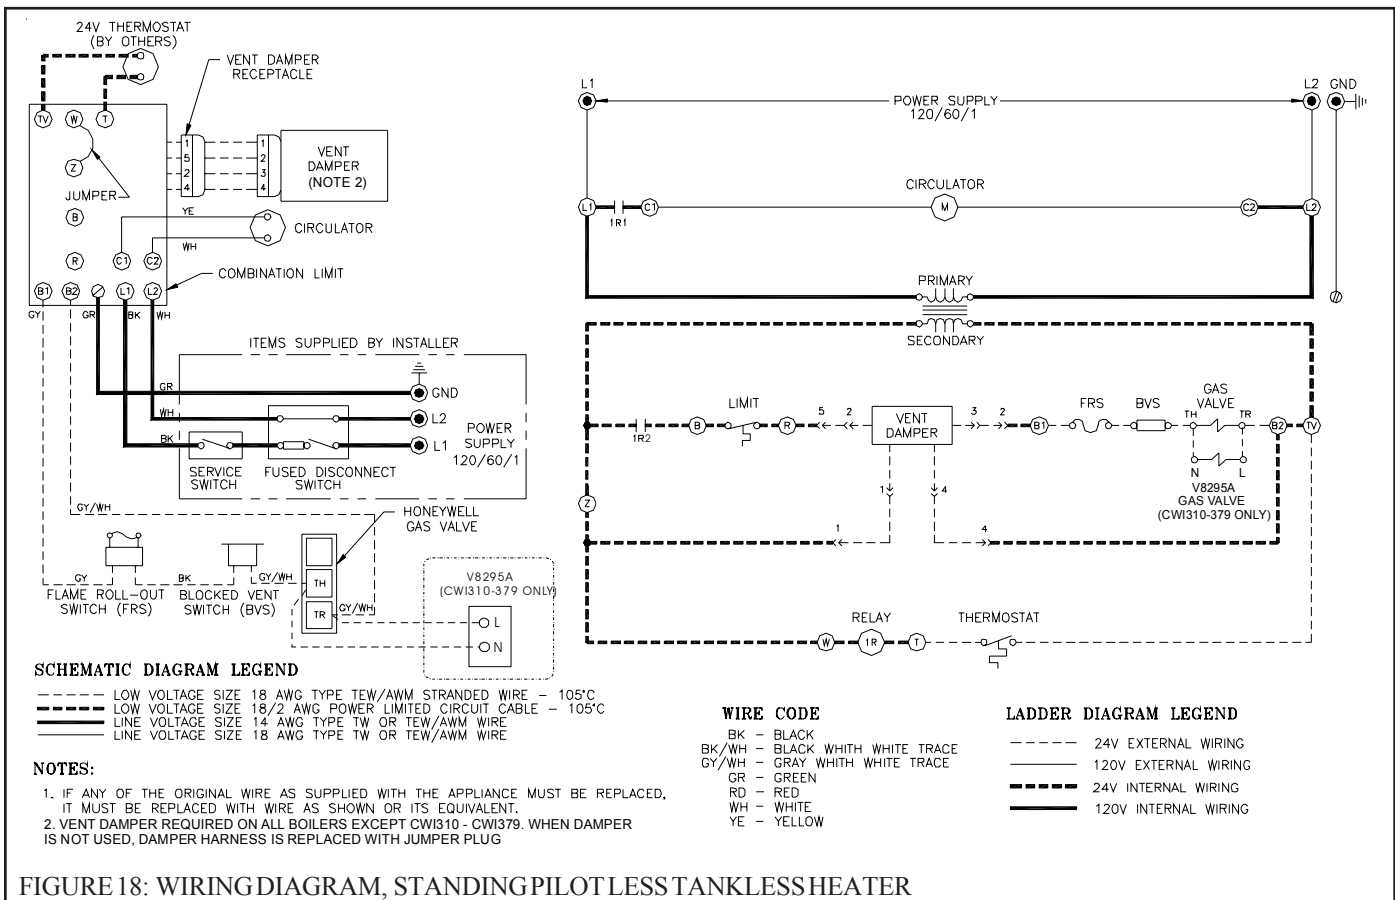 24V THERMOSTAT
(BY OTHERS)
VENT DAMPER
RECEPTACLE
TV
W
T
Z
JUMPER
B
R
C1
C2
B1
B2
L1
L2
1
5
2
4
1
2
3
4
VENT
DAMPER
(NOTE 2)
YE
WH
CIRCULATOR
COMBINATION LIMIT
GY
GR
BK
WH
ITEMS SUPPLIED BY INSTALLER
GR
GND
WH
L2
BK
L1
POWER
SUPPLY
120/60/1
SERVICE
SWITCH
FUSED DISCONNECT
SWITCH
GY/WH
HONEYWELL
GAS VALVE
GY
BK
GY/WH
TH
TR
GY/WH
FLAME ROLL-OUT
SWITCH (FRS)
BLOCKED VENT
SWITCH (BVS)
V8295A
(CWI310-379 ONLY)
L
N
L1
L2
GND
POWER SUPPLY
120/60/1
CIRCULATOR
L1
1R1
C1
M
C2
L2
PRIMARY
SECONDARY
1R2
B
LIMIT
R
5
2
VENT
DAMPER
3
2
B1
FRS
BVS
GAS
VALVE
TH
TR
B2
TV
N
L
V8295A
GAS VALVE
(CWI310-379 ONLY)
1
4
Z
1
4
RELAY
THERMOSTAT
W
1R
T
SCHEMATIC DIAGRAM LEGEND
LOW VOLTAGE SIZE 18 AWG TYPE TEW/AWM STRANDED WIRE - 105°C
LOW VOLTAGE SIZE 18/2 AWG POWER LIMITED CIRCUIT CABLE - 105°C
LINE VOLTAGE SIZE 14 AWG TYPE TW OR TEW/AWM WIRE
LINE VOLTAGE SIZE 18 AWG TYPE TW OR TEW/AWM WIRE
NOTES:
1. IF ANY OF THE ORIGINAL WIRE AS SUPPLIED WITH THE APPLIANCE MUST BE REPLACED,
IT MUST BE REPLACED WITH WIRE AS SHOWN OR ITS EQUIVALENT.
2. VENT DAMPER REQUIRED ON ALL BOILERS EXCEPT CWI310 - CWI379. WHEN DAMPER
IS NOT USED, DAMPER HARNESS IS REPLACED WITH JUMPER PLUG
WIRE CODE
BK - BLACK
BK/WH - BLACK WHITH WHITE TRACE
GY/WH - GRAY WHITH WHITE TRACE
GR - GREEN
RD - RED
WH - WHITE
YE - YELLOW
LADDER DIAGRAM LEGEND
24V EXTERNAL WIRING
120V EXTERNAL WIRING
24V INTERNAL WIRING
120V INTERNAL WIRING
FIGURE 18: WIRING DIAGRAM, STANDING PILOT LESS TANKLESS HEATER